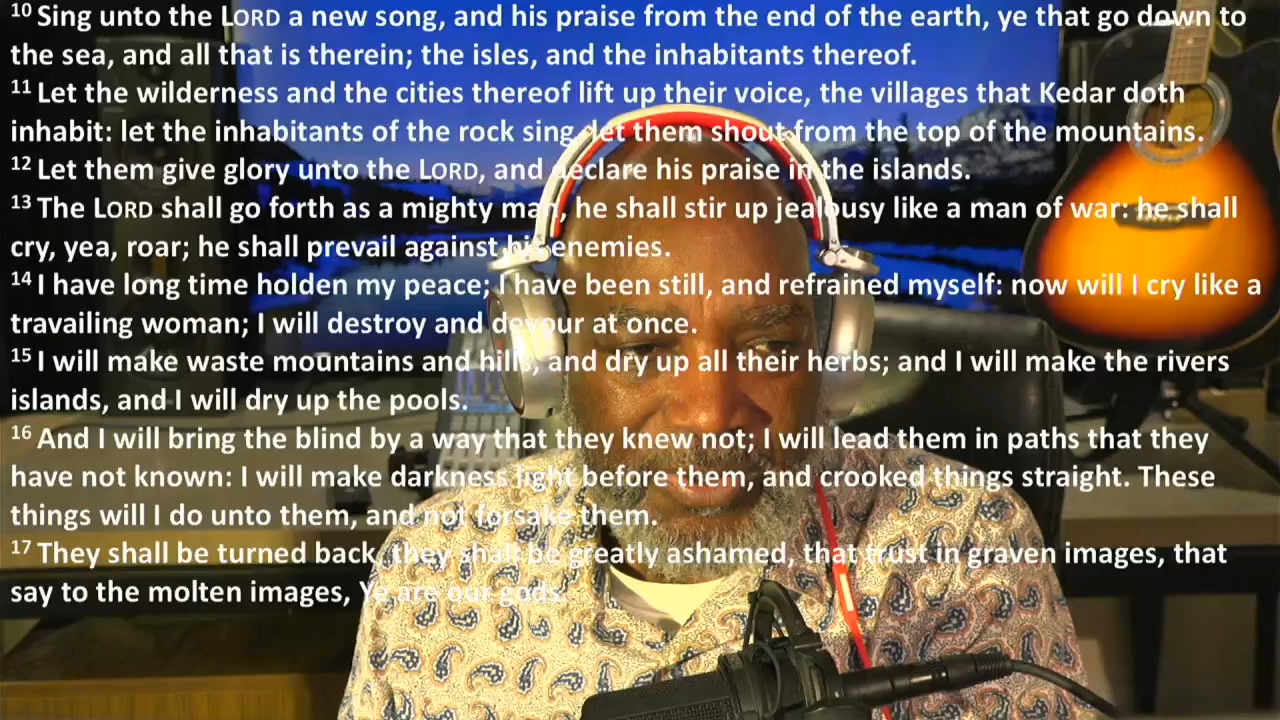 10 Sing unto the LORD a new song, and his praise from the end of the earth, ye that go down to
the sea, and all that is therein; the isles, and the inhabitants thereof.
11 Let the wilderness and the cities thereof lift up their voice, the villages that Kedar doth
inhabit: let the inhabitants of the rock sing, let them shout from the top of the mountains.
12 Let them give glory unto the LORD, and declare his praise in the islands.
13 The LORD shall go forth as a mighty man, he shall stir up jealousy like a man of war: he shall
cry, yea, roar; he shall prevail against his enemies.
14 I have long time holden my peace; I have been still, and refrained myself: now will I cry like a
travailing woman; I will destroy and devour at once.
15 I will make waste mountains and hills, and dry up all their herbs; and I will make the rivers
islands, and I will dry up the pools.
16 And I will bring the blind by a way that they knew not; I will lead them in paths that they
have not known: I will make darkness light before them, and crooked things straight. These
things will I do unto them, and not forsake them.
17 They shall be turned back, they shall be greatly ashamed, that trust in graven images, that
say to the molten images, Ye are our gods.